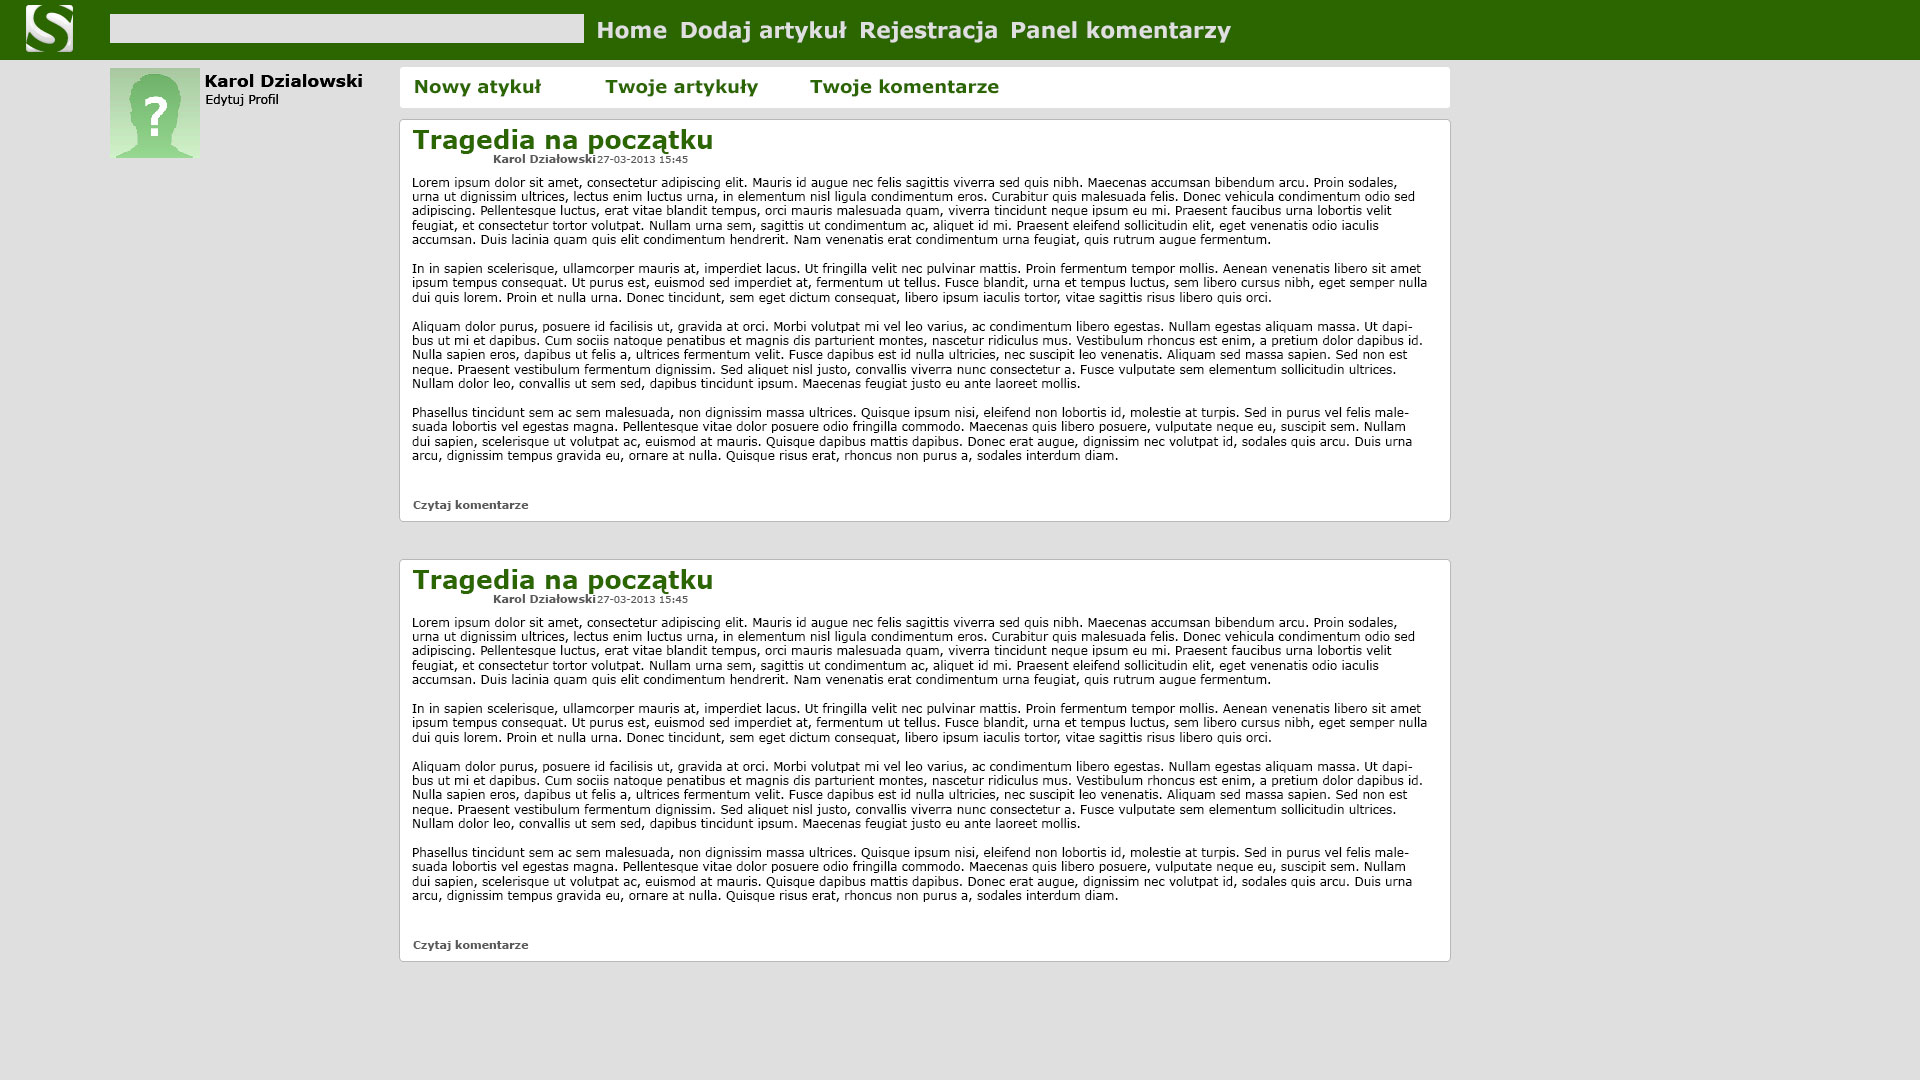 S
Home Dodaj artykuł Rejestracja Panel komentarzy
Karol Dzialowski
Edytuj Profil
?
Nowy atykuł Twoje artykuły Twoje komentarze
Tragedia na początku
Karol Działowski 27-03-2013 15:45
Lorem ipsum dolor sit amet, consectetur adipiscing elit. Mauris id augue nec felis sagittis viverra sed quis nibh. Maecenas accumsan bibendum arcu. Proin sodales,
urna ut dignissim ultrices, lectus enim luctus urna, in elementum nisl ligula condimentum eros. Curabitur quis malesuada felis. Donec vehicula condimentum odio sed
adipiscing. Pellentesque luctus, erat vitae blandit tempus, orci mauris malesuada quam, viverra tincidunt neque ipsum eu mi. Praesent faucibus urna lobortis velit
feugiat, et consectetur tortor volutpat. Nullam urna sem, sagittis ut condimentum ac, aliquet id mi. Praesent eleifend sollicitudin elit, eget venenatis odio iaculis
accumsan. Duis lacinia quam quis elit condimentum hendrerit. Nam venenatis erat condimentum urna feugiat, quis rutrum augue fermentum.
In in sapien scelerisque, ullamcorper mauris at, imperdiet lacus. Ut fringilla velit nec pulvinar mattis. Proin fermentum tempor mollis. Aenean venenatis libero sit amet
ipsum tempus consequat. Ut purus est, euismod sed imperdiet at, fermentum ut tellus. Fusce blandit, urna et tempus luctus, sem libero cursus nibh, eget semper nulla
dui quis lorem. Proin et nulla urna. Donec tincidunt, sem eget dictum consequat, libero ipsum iaculis tortor, vitae sagittis risus libero quis orci.
Aliquam dolor purus, posuere id facilisis ut, gravida at orci. Morbi volutpat mi vel leo varius, ac condimentum libero egestas. Nullam egestas aliquam massa. Ut dapi-
bus ut mi et dapibus. Cum sociis natoque penatibus et magnis dis parturient montes, nascetur ridiculus mus. Vestibulum rhoncus est enim, a pretium dolor dapibus id.
Nulla sapien eros, dapibus ut felis a, ultrices fermentum velit. Fusce dapibus est id nulla ultricies, nec suscipit leo venenatis. Aliquam sed massa sapien. Sed non est
neque. Praesent vestibulum fermentum dignissim. Sed aliquet nisl justo, convallis viverra nunc consectetur a. Fusce vulputate sem elementum sollicitudin ultrices.
Nullam dolor leo, convallis ut sem sed, dapibus tincidunt ipsum. Maecenas feugiat justo eu ante laoreet mollis.
Phasellus tincidunt sem ac sem malesuada, non dignissim massa ultrices. Quisque ipsum nisi, eleifend non lobortis id, molestie at turpis. Sed in purus vel felis male-
suada lobortis vel egestas magna. Pellentesque vitae dolor posuere odio fringilla commodo. Maecenas quis libero posuere, vulputate neque eu, suscipit sem. Nullam
dui sapien, scelerisque ut volutpat ac, euismod at mauris. Quisque dapibus mattis dapibus. Donec erat augue, dignissim nec volutpat id, sodales quis arcu. Duis urna
arcu, dignissim tempus gravida eu, ornare at nulla. Quisque risus erat, rhoncus non purus a, sodales interdum diam.
Czytaj komentarze
Tragedia na początku
Karol Działowski 27-03-2013 15:45
Lorem ipsum dolor sit amet, consectetur adipiscing elit. Mauris id augue nec felis sagittis viverra sed quis nibh. Maecenas accumsan bibendum arcu. Proin sodales,
urna ut dignissim ultrices, lectus enim luctus urna, in elementum nisl ligula condimentum eros. Curabitur quis malesuada felis. Donec vehicula condimentum odio sed
adipiscing. Pellentesque luctus, erat vitae blandit tempus, orci mauris malesuada quam, viverra tincidunt neque ipsum eu mi. Praesent faucibus urna lobortis velit
feugiat, et consectetur tortor volutpat. Nullam urna sem, sagittis ut condimentum ac, aliquet id mi. Praesent eleifend sollicitudin elit, eget venenatis odio iaculis
accumsan. Duis lacinia quam quis elit condimentum hendrerit. Nam venenatis erat condimentum urna feugiat, quis rutrum augue fermentum.
In in sapien scelerisque, ullamcorper mauris at, imperdiet lacus. Ut fringilla velit nec pulvinar mattis. Proin fermentum tempor mollis. Aenean venenatis libero sit amet
ipsum tempus consequat. Ut purus est, euismod sed imperdiet at, fermentum ut tellus. Fusce blandit, urna et tempus luctus, sem libero cursus nibh, eget semper nulla
dui quis lorem. Proin et nulla urna. Donec tincidunt, sem eget dictum consequat, libero ipsum iaculis tortor, vitae sagittis risus libero quis orci.
Aliquam dolor purus, posuere id facilisis ut, gravida at orci. Morbi volutpat mi vel leo varius, ac condimentum libero egestas. Nullam egestas aliquam massa. Ut dapi-
bus ut mi et dapibus. Cum sociis natoque penatibus et magnis dis parturient montes, nascetur ridiculus mus. Vestibulum rhoncus est enim, a pretium dolor dapibus id.
Nulla sapien eros, dapibus ut felis a, ultrices fermentum velit. Fusce dapibus est id nulla ultricies, nec suscipit leo venenatis. Aliquam sed massa sapien. Sed non est
neque. Praesent vestibulum fermentum dignissim. Sed aliquet nisl justo, convallis viverra nunc consectetur a. Fusce vulputate sem elementum sollicitudin ultrices.
Nullam dolor leo, convallis ut sem sed, dapibus tincidunt ipsum. Maecenas feugiat justo eu ante laoreet mollis.
Phasellus tincidunt sem ac sem malesuada, non dignissim massa ultrices. Quisque ipsum nisi, eleifend non lobortis id, molestie at turpis. Sed in purus vel felis male-
suada lobortis vel egestas magna. Pellentesque vitae dolor posuere odio fringilla commodo. Maecenas quis libero posuere, vulputate neque eu, suscipit sem. Nullam
dui sapien, scelerisque ut volutpat ac, euismod at mauris. Quisque dapibus mattis dapibus. Donec erat augue, dignissim nec volutpat id, sodales quis arcu. Duis urna
arcu, dignissim tempus gravida eu, ornare at nulla. Quisque risus erat, rhoncus non purus a, sodales interdum diam.
Czytaj komentarze